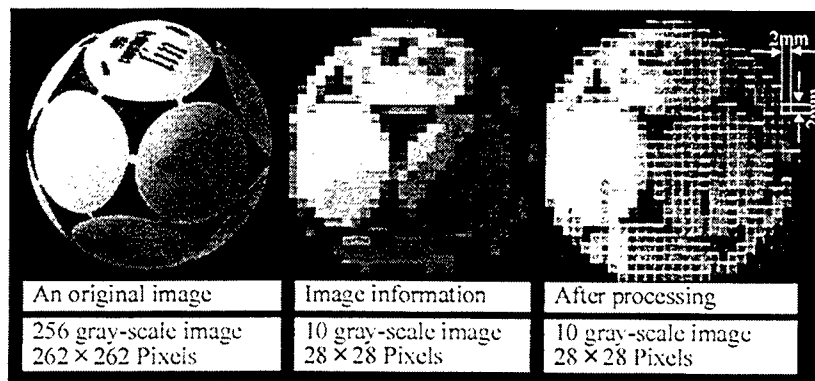 2mm
2mm
An original image
256 gray-scale image
262 × 262 Pixels
Image information
10 gray-scale image
28 × 28 Pixels
After processing
10 gray-scale image
28 × 28 Pixels